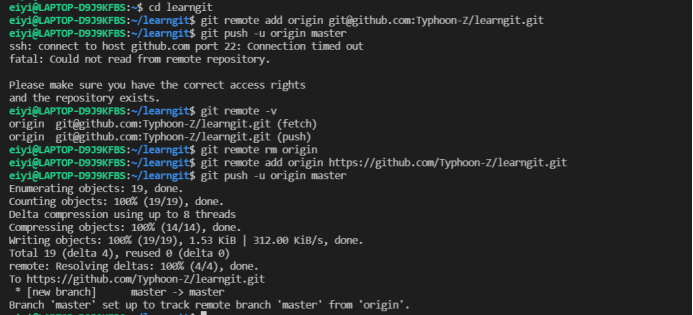 eiyi@LAPTOP-D9J9KFBS:~$ cd learngit
eiyi@LAPTOP-D9J9KFBS:~/learngit$ git remote add origin git@github.com:Typhoon-Z/learngit.git
eiyi@LAPTOP-D9J9KFBS:~/learngit$ git push -u origin master
ssh: connect to host github.com port 22: Connection timed out
fatal: Could not read from remote repository.

Please make sure you have the correct access rights
and the repository exists.
eiyi@LAPTOP-D9J9KFBS:~/learngit$ git remote -v
origin  git@github.com:Typhoon-Z/learngit.git (fetch)
origin  git@github.com:Typhoon-Z/learngit.git (push)
eiyi@LAPTOP-D9J9KFBS:~/learngit$ git remote rm origin
eiyi@LAPTOP-D9J9KFBS:~/learngit$ git remote add origin https://github.com/Typhoon-Z/learngit.git
eiyi@LAPTOP-D9J9KFBS:~/learngit$ git push -u origin master
Enumerating objects: 19, done.
Counting objects: 100% (19/19), done.
Delta compression using up to 8 threads
Compressing objects: 100% (14/14), done.
Writing objects: 100% (19/19), 1.53 KiB | 312.00 KiB/s, done.
Total 19 (delta 4), reused 0 (delta 0)
remote: Resolving deltas: 100% (4/4), done.
To https://github.com/Typhoon-Z/learngit.git
 * [new branch]      master -> master
Branch 'master' set up to track remote branch 'master' from 'origin'.